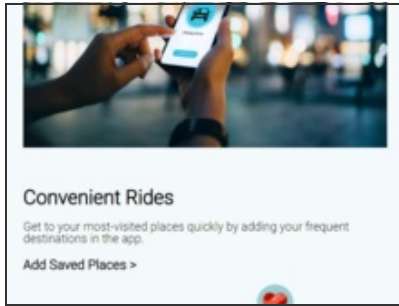 Convenient Rides
Get to your most-visited places quickly by adding your frequent
destinations in the app.
Add Saved Places >